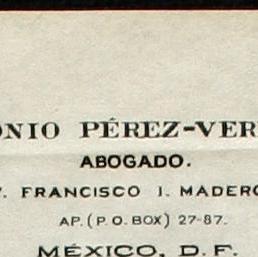 ONIO PÉREZ-VER
ABOGADO.
. FRANCISCO I. MADERO
AP. (P. O. BOX) 27-87.
MÉXICO, D. F.